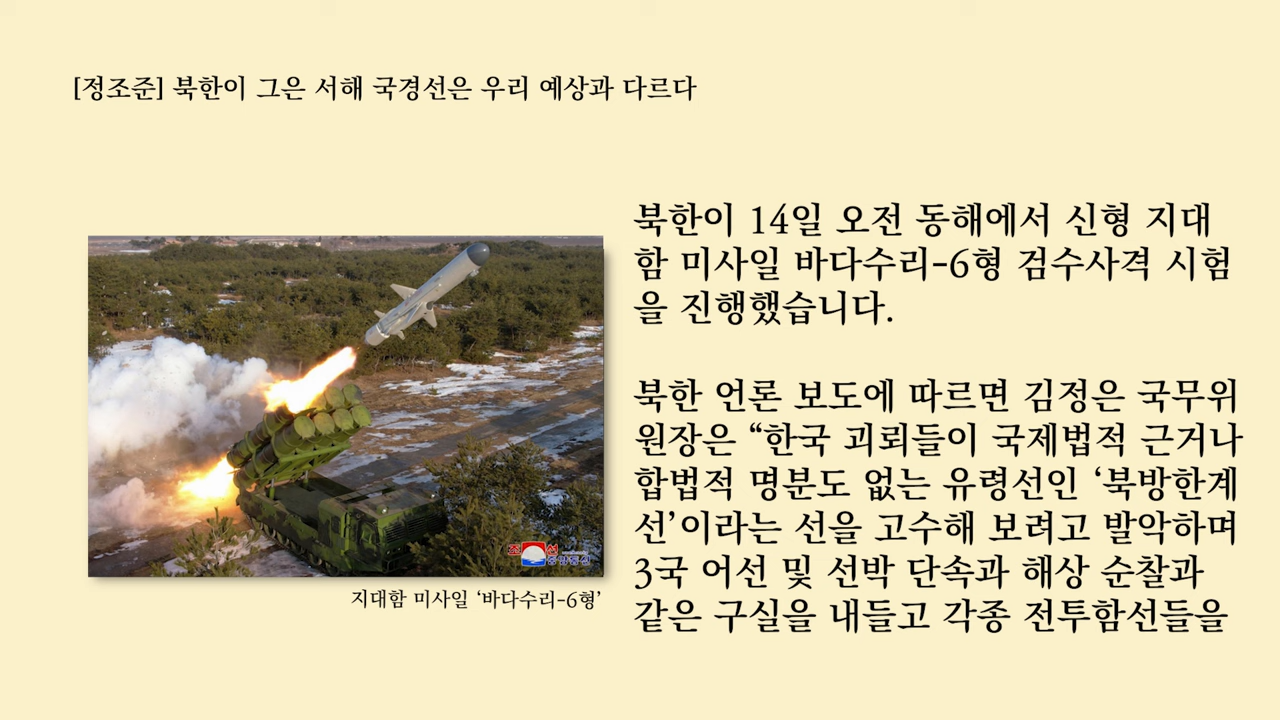 [정조준] 북한이 그은 서해 국경선은 우리 예상과 다르다
북한이 14일 오전 동해에서 신형 지대
함 미사일 바다수리-6형 검수사격 시험
을 진행했습니다.
북한 언론 보도에 따르면 김정은 국무위
원장은 “한국 괴뢰들이 국제법적 근거나
합법적 명분도 없는 유령선인 ‘북방한계
선’이라는 선을 고수해 보려고 발악하며
3국 어선 및 선박 단속과 해상 순찰과
같은 구실을 내들고 각종 전투함선들을
조선
중앙통신
지대함 미사일 ‘바다수리-6형’